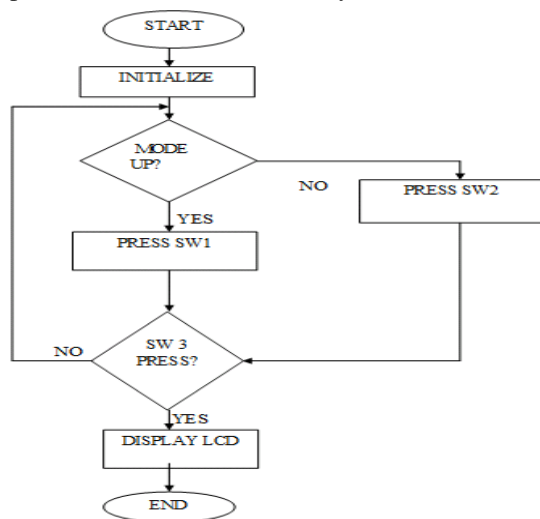 START
INITIALIZE
MODE
UP?
NO
PRESS SW2
YES
PRESS SW1
SW 3
PRESS?
NO
YES
DISPLAY LCD
END